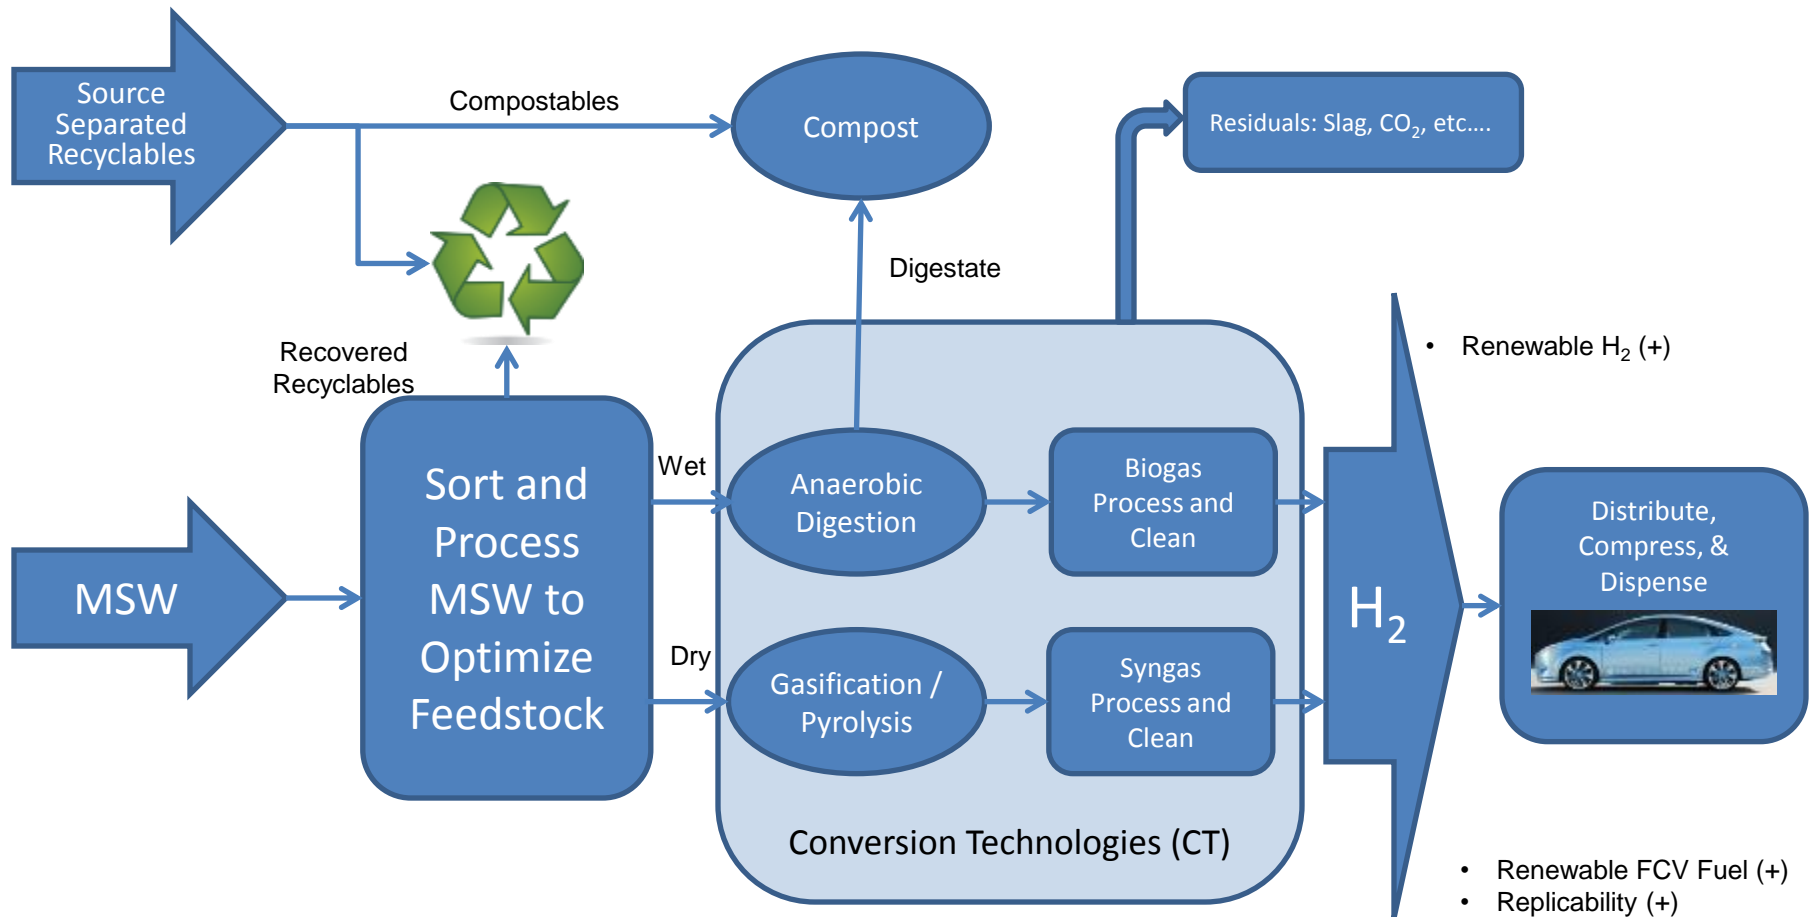 Source
Separated
Recyclables
Compostables
Compost
Residuals: Slag, CO₂, etc....
Digestate
Recovered
Recyclables
• Renewable H₂ (+)
MSW
Sort and
Process
MSW to
Optimize
Feedstock
Wet
Dry
Anaerobic
Digestion
Biogas
Process and
Clean
Gasification /
Pyrolysis
Syngas
Process and
Clean
Conversion Technologies (CT)
H₂
Distribute,
Compress, &
Dispense
• Renewable FCV Fuel (+)
• Replicability (+)